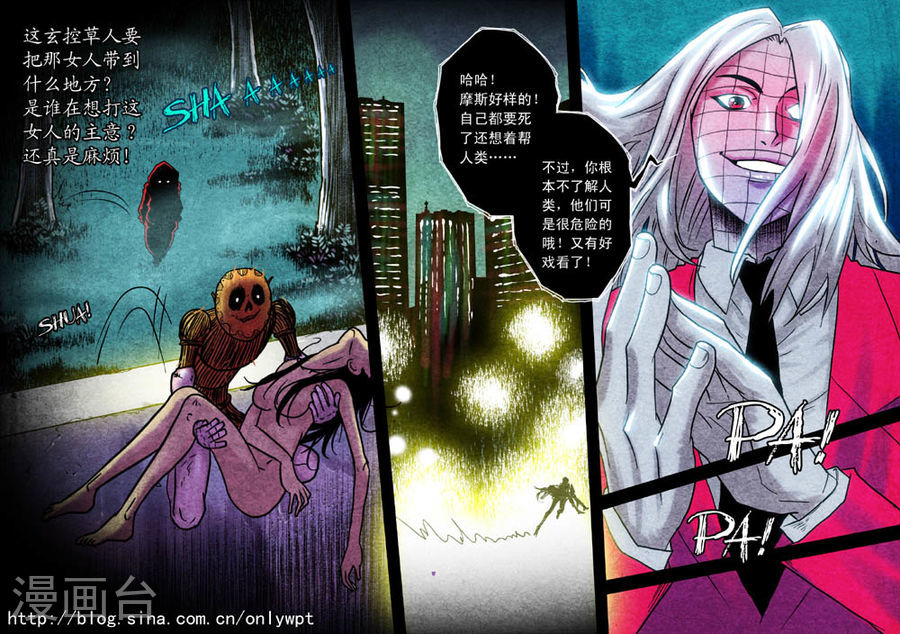 这玄控草人要
把那女人带到
什么地方？
是谁在想打这
女人的主意？
还真是麻烦！
SHA A A A A A A A
SHUA!
哈哈！
摩斯好样的！
自己都要死
了还想着帮
人类……
不过，你根
本不了解人
类，他们可
是很危险的
哦！又有好
戏看了！
PA!
PA!
漫画台
http://blog.sina.com.cn/onlywpt